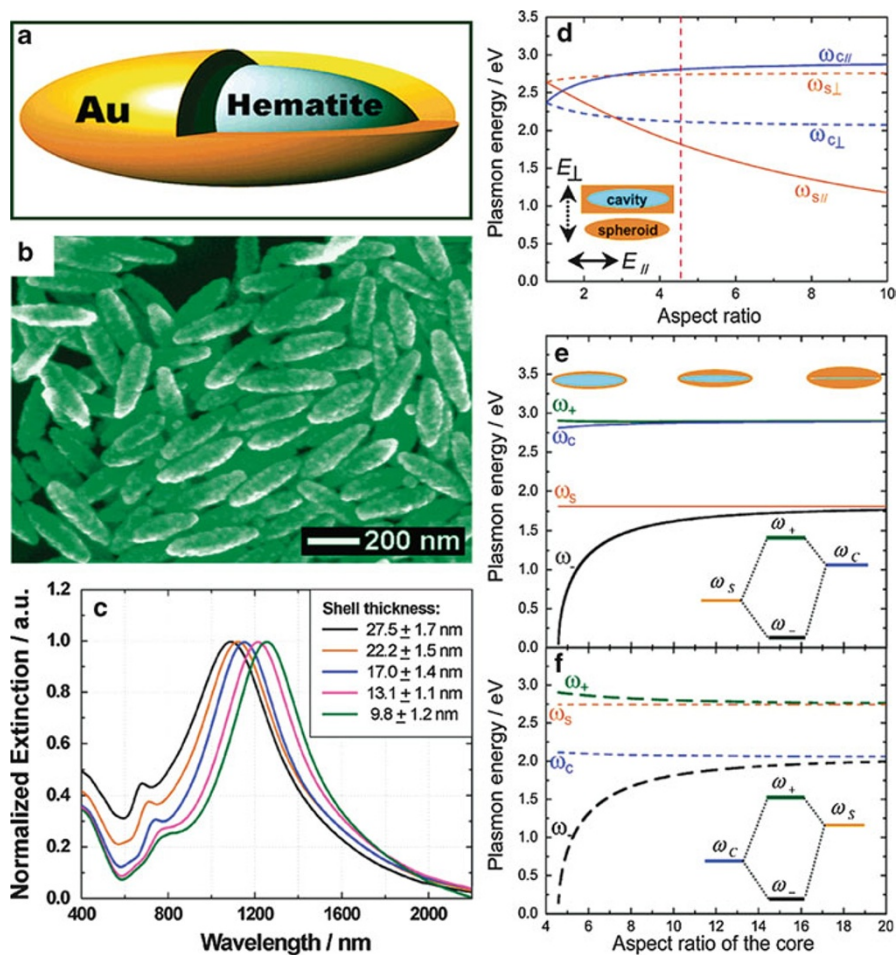 a
Au
Hematite
b
200 nm
c
Normalized Extinction / a.u.
1.2
1.0
0.8
0.6
0.4
0.2
0.0
Shell thickness:
27.5 ± 1.7 nm
22.2 ± 1.5 nm
17.0 ± 1.4 nm
13.1 ± 1.1 nm
9.8 ± 1.2 nm
400 800 1200 1600 2000
Wavelength / nm
d
Plasmon energy / eV
3.5
3.0
2.5
2.0
1.5
1.0
0.5
0.0
ωC//
ωS⊥
ωC⊥
ωS//
E⊥
cavity
spheroid
E//
2 4 6 8 10
Aspect ratio
e
Plasmon energy / eV
3.5
3.0
2.5
2.0
1.5
1.0
0.5
0.0
ω+
ωC
ωS
ω-
ω+
ωS
ωC
ω-
f
Plasmon energy / eV
3.5
3.0
2.5
2.0
1.5
1.0
0.5
0.0
ω+
ωS
ωC
ω-
ω+
ωC
ωS
ω-
4 6 8 10 12 14 16 18 20
Aspect ratio of the core